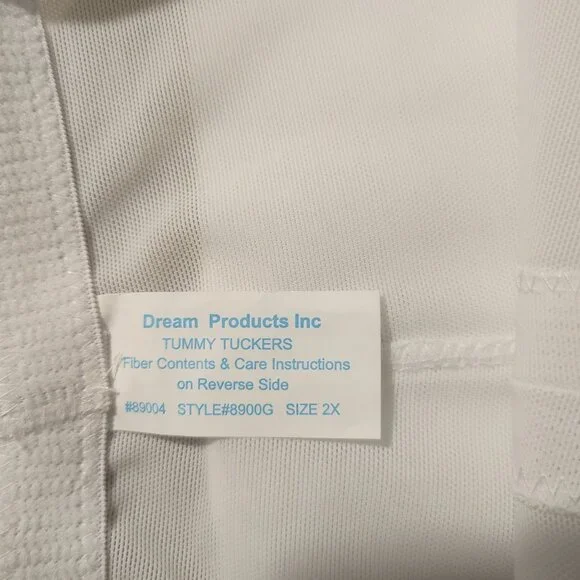 Dream Products Inc
TUMMY TUCKERS
Fiber Contents & Care Instructions
on Reverse Side
#89004 STYLE#8900G SIZE 2X